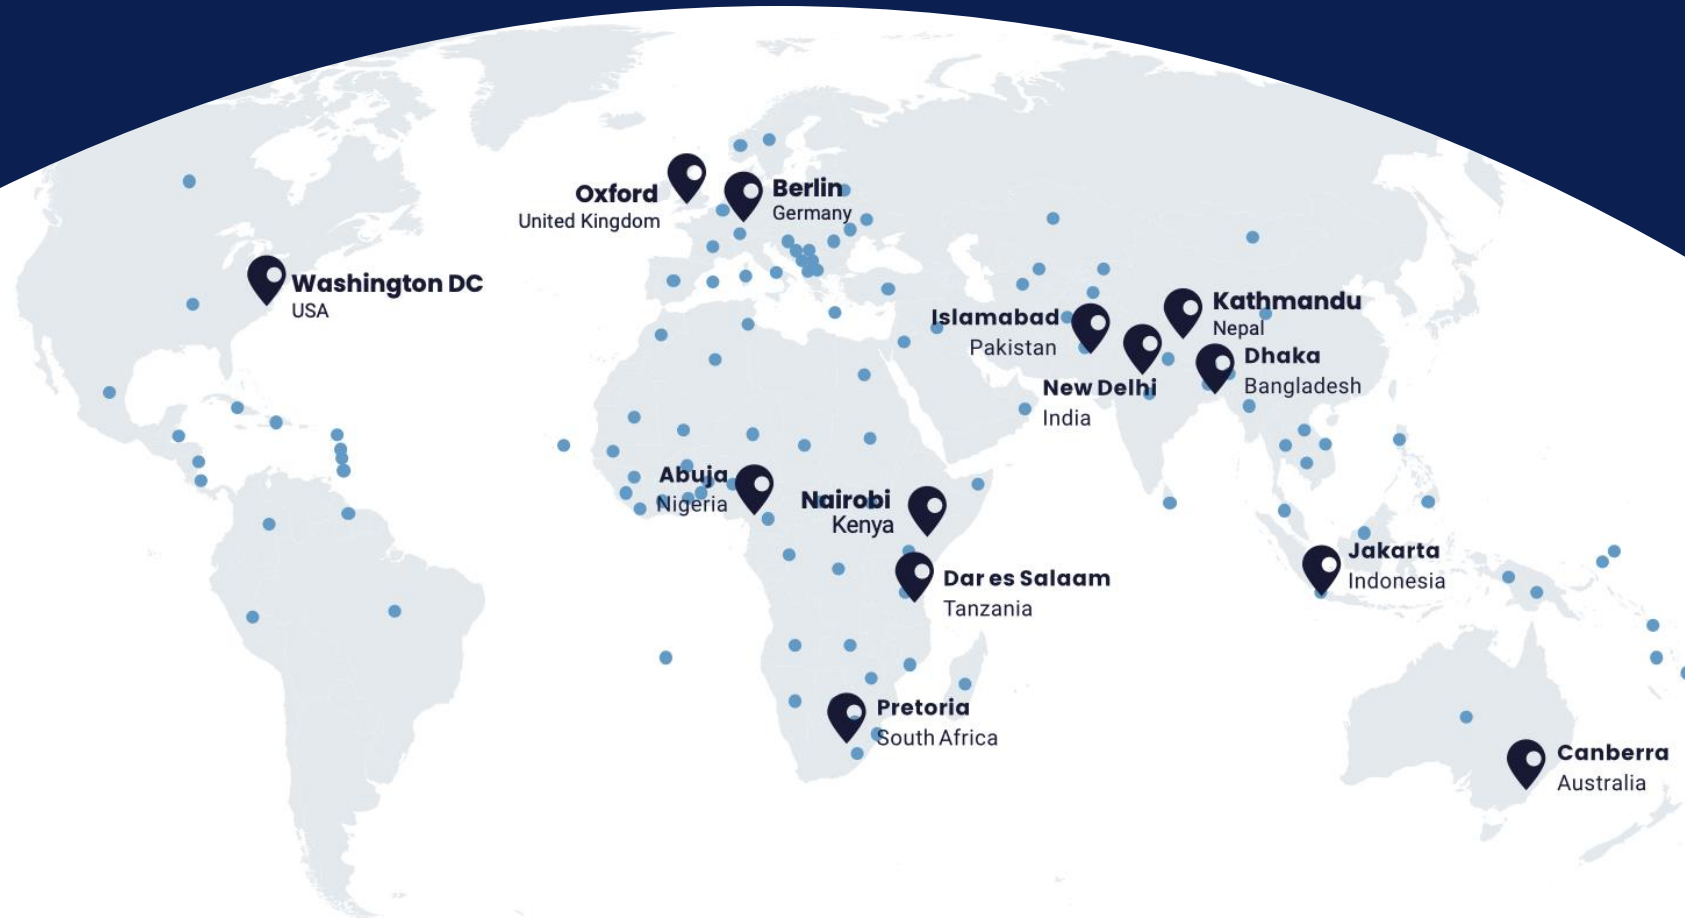 Oxford
United Kingdom
Berlin
Germany
Washington DC
USA
Islamabad
Pakistan
Kathmandu
Nepal
New Delhi
India
Dhaka
Bangladesh
Abuja
Nigeria
Nairobi
Kenya
Dar es Salaam
Tanzania
Jakarta
Indonesia
Pretoria
South Africa
Canberra
Australia